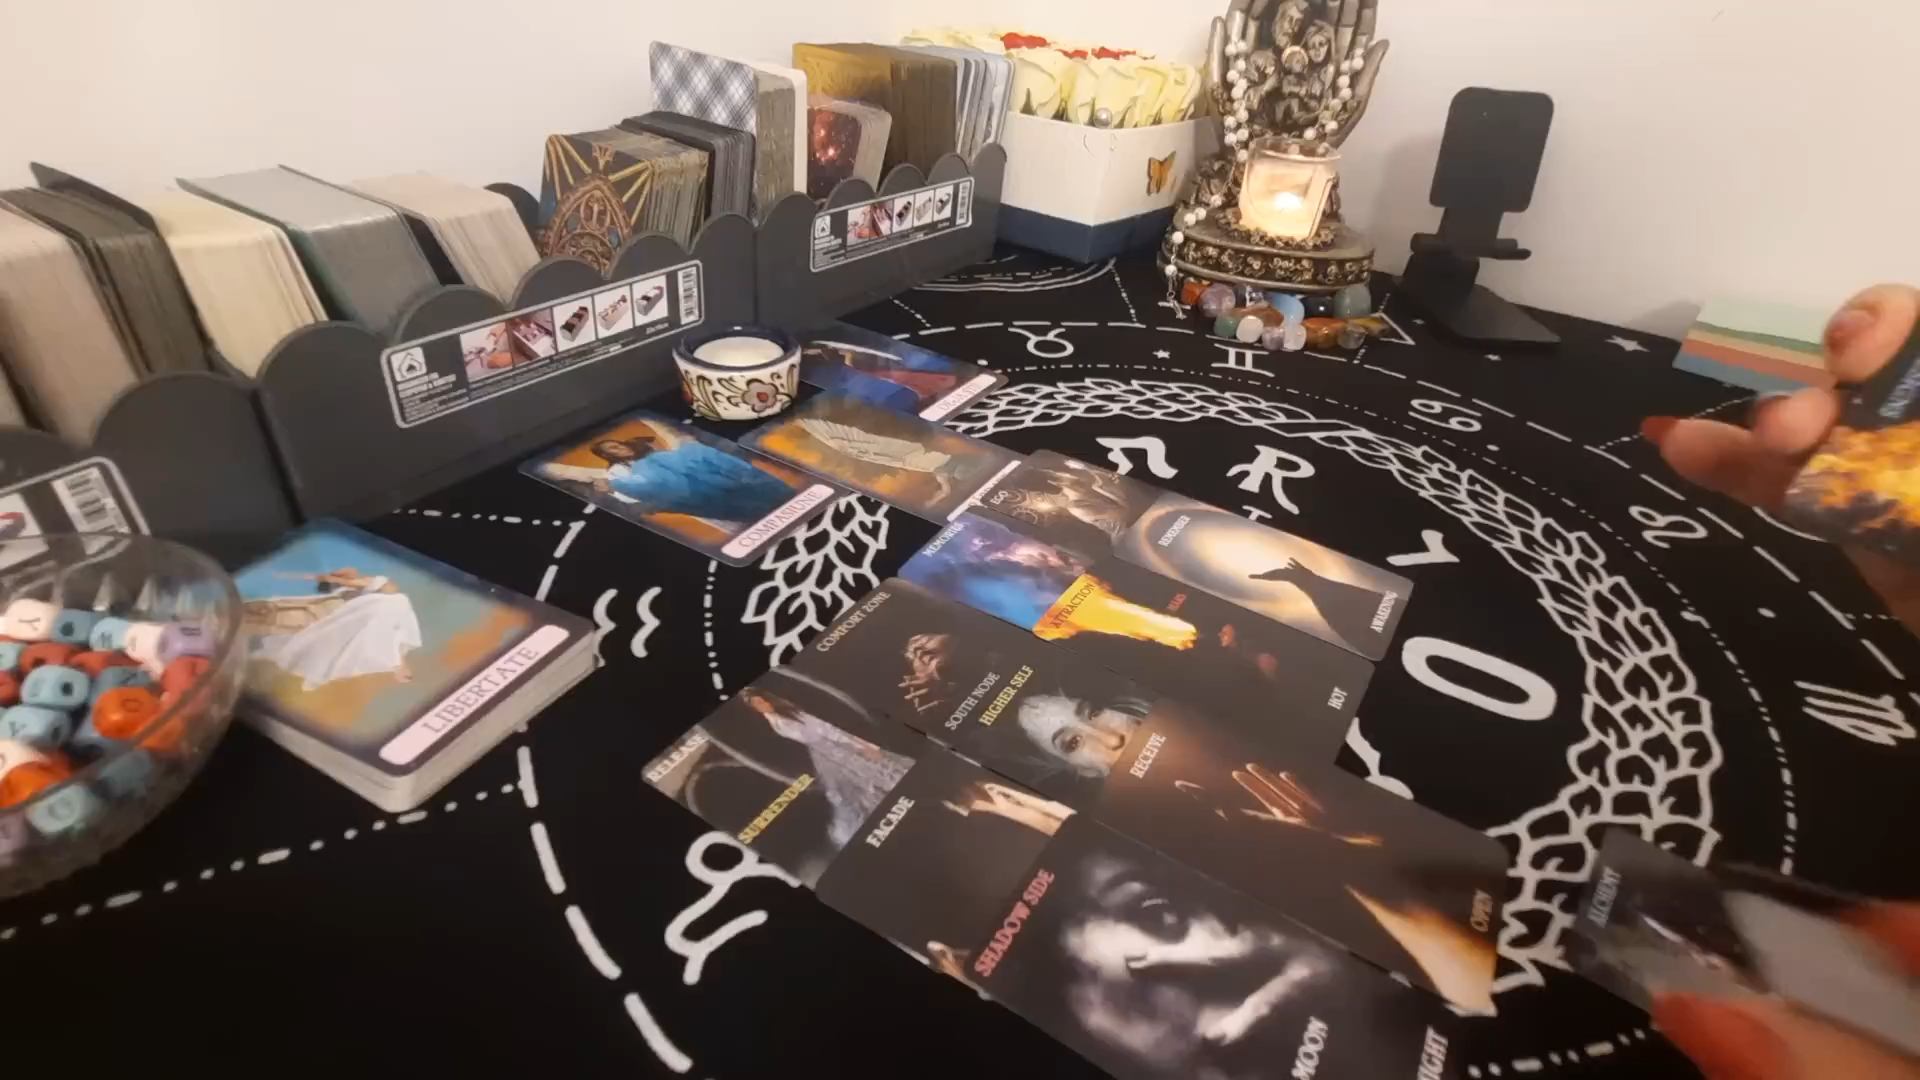 COMPASIUNE
LIBERTATE
EGO
REMEMBER
AWAKENING
MEMORIES
ATTRACTION
HOT
COMFORT ZONE
SOUTH NODE
HIGHER SELF
RECEIVE
OPEN
RELEASE
SURRENDER
FACADE
SHADOW SIDE
MOON
ALCHEMY